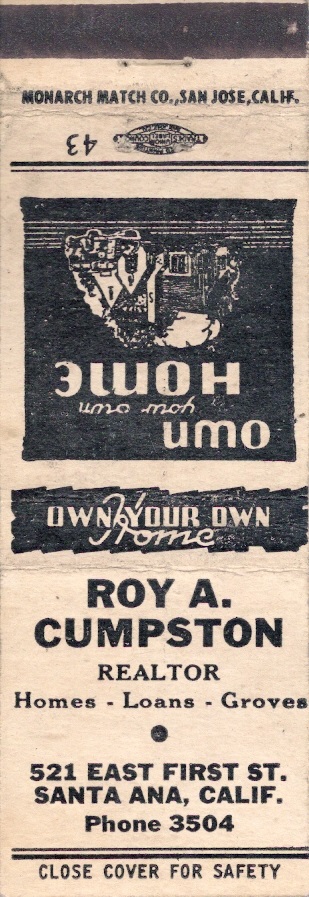 MONARCH MATCH CO., SAN JOSE, CALIF.
43
own
your own
Home
OWN YOUR OWN
Home
ROY A.
CUMPSTON
REALTOR
Homes - Loans - Groves
521 EAST FIRST ST.
SANTA ANA, CALIF.
Phone 3504
CLOSE COVER FOR SAFETY